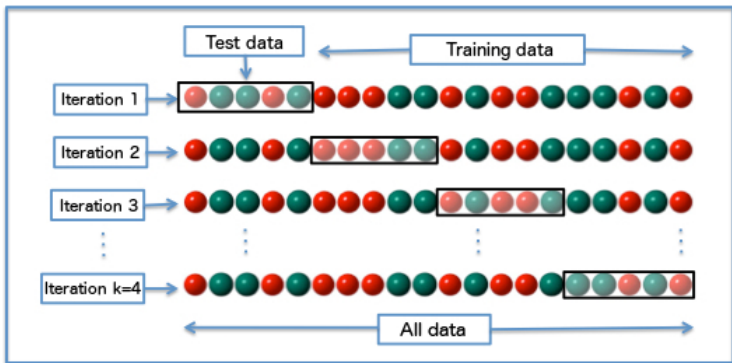 Test data
Training data
Iteration 1
Iteration 2
Iteration 3
Iteration k=4
All data